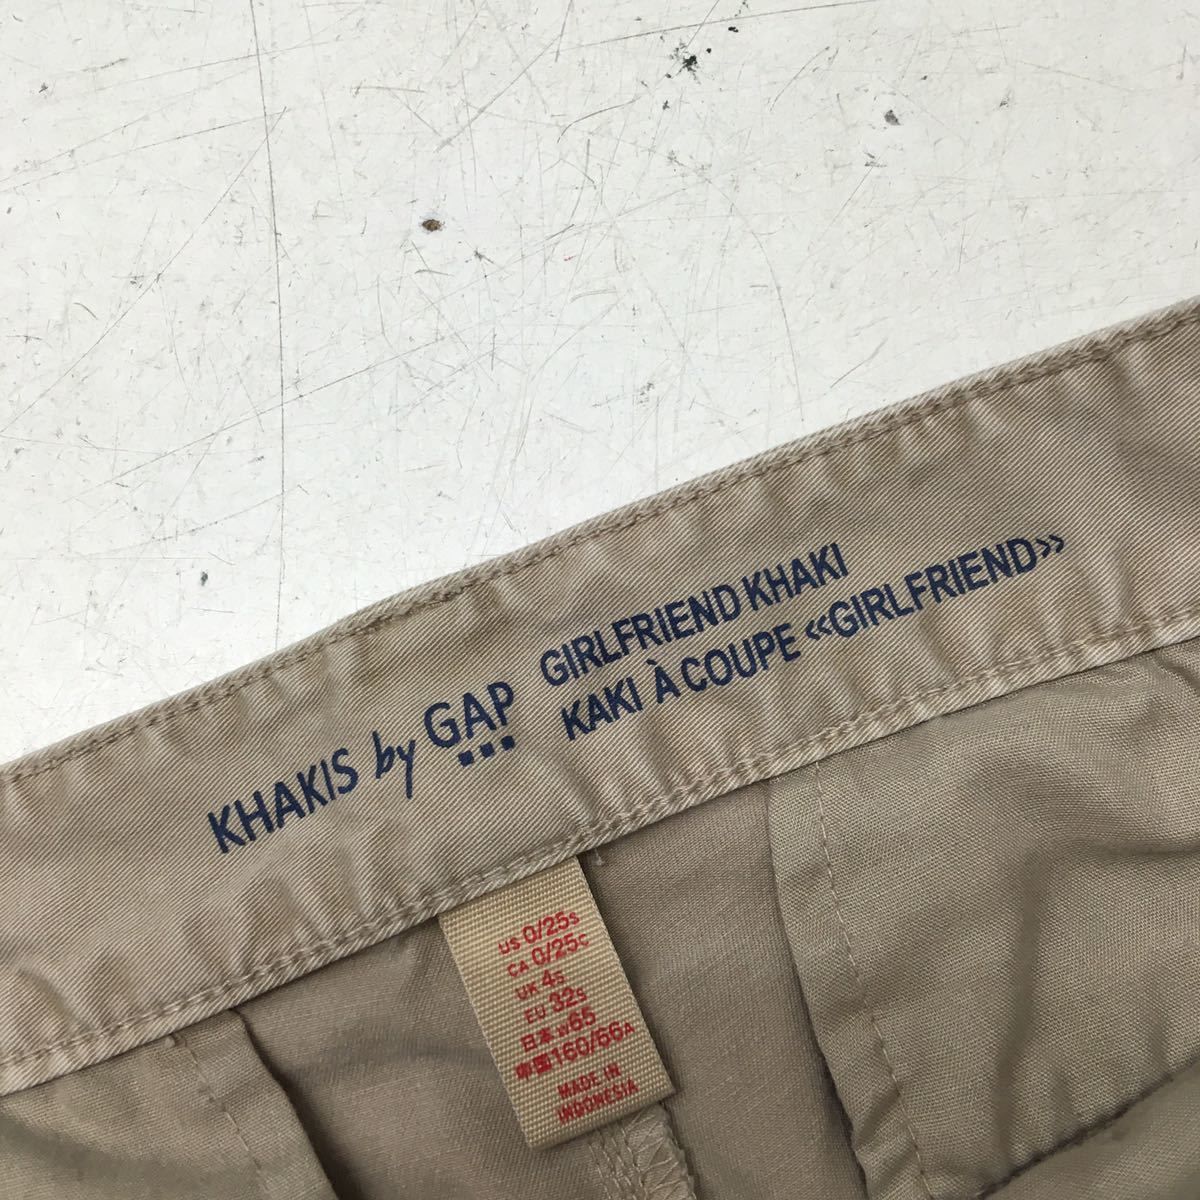 KHAKIS by GAP
GIRLFRIEND KHAKI
KAKI À COUPE «GIRLFRIEND»
US 0/25S
CA 0/25C
UK 4S
EU 32S
日本 W65
中国 160/66A
MADE IN
INDONESIA